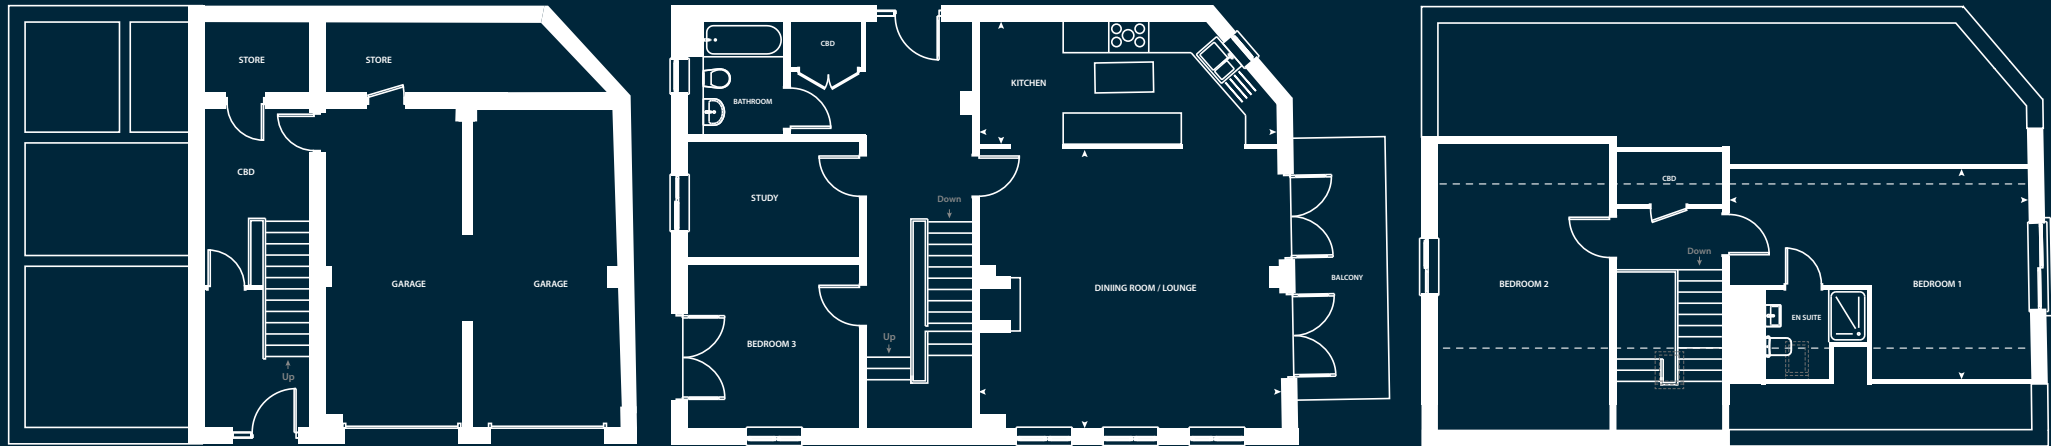 STORE
STORE
CBD
GARAGE
GARAGE
Up
CBD
KITCHEN
BATHROOM
STUDY
Down
BALCONY
DINIING ROOM / LOUNGE
Up
BEDROOM 3
CBD
Down
BEDROOM 2
BEDROOM 1
EN SUITE